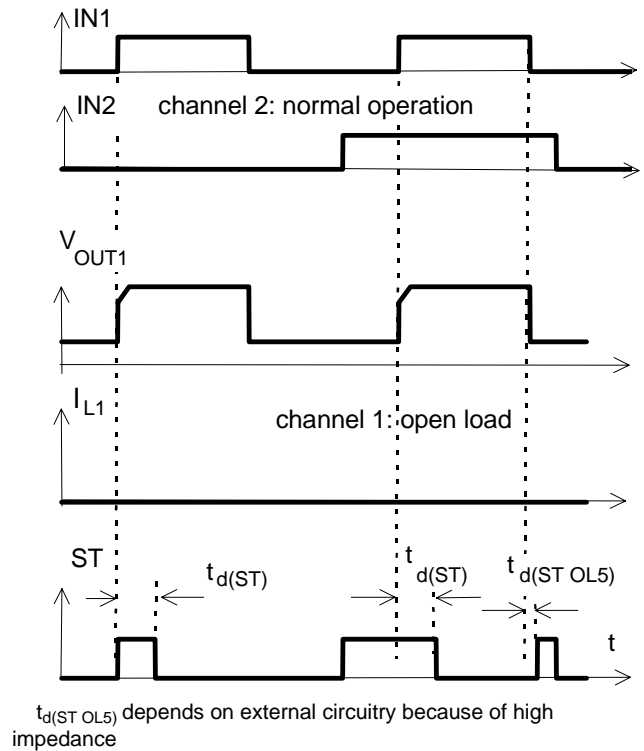 IN1
IN2
channel 2: normal operation
VOUT1
IL1
channel 1: open load
ST
td(ST)
td(ST)
td(ST OL5)
t
td(ST OL5) depends on external circuitry because of high
impedance